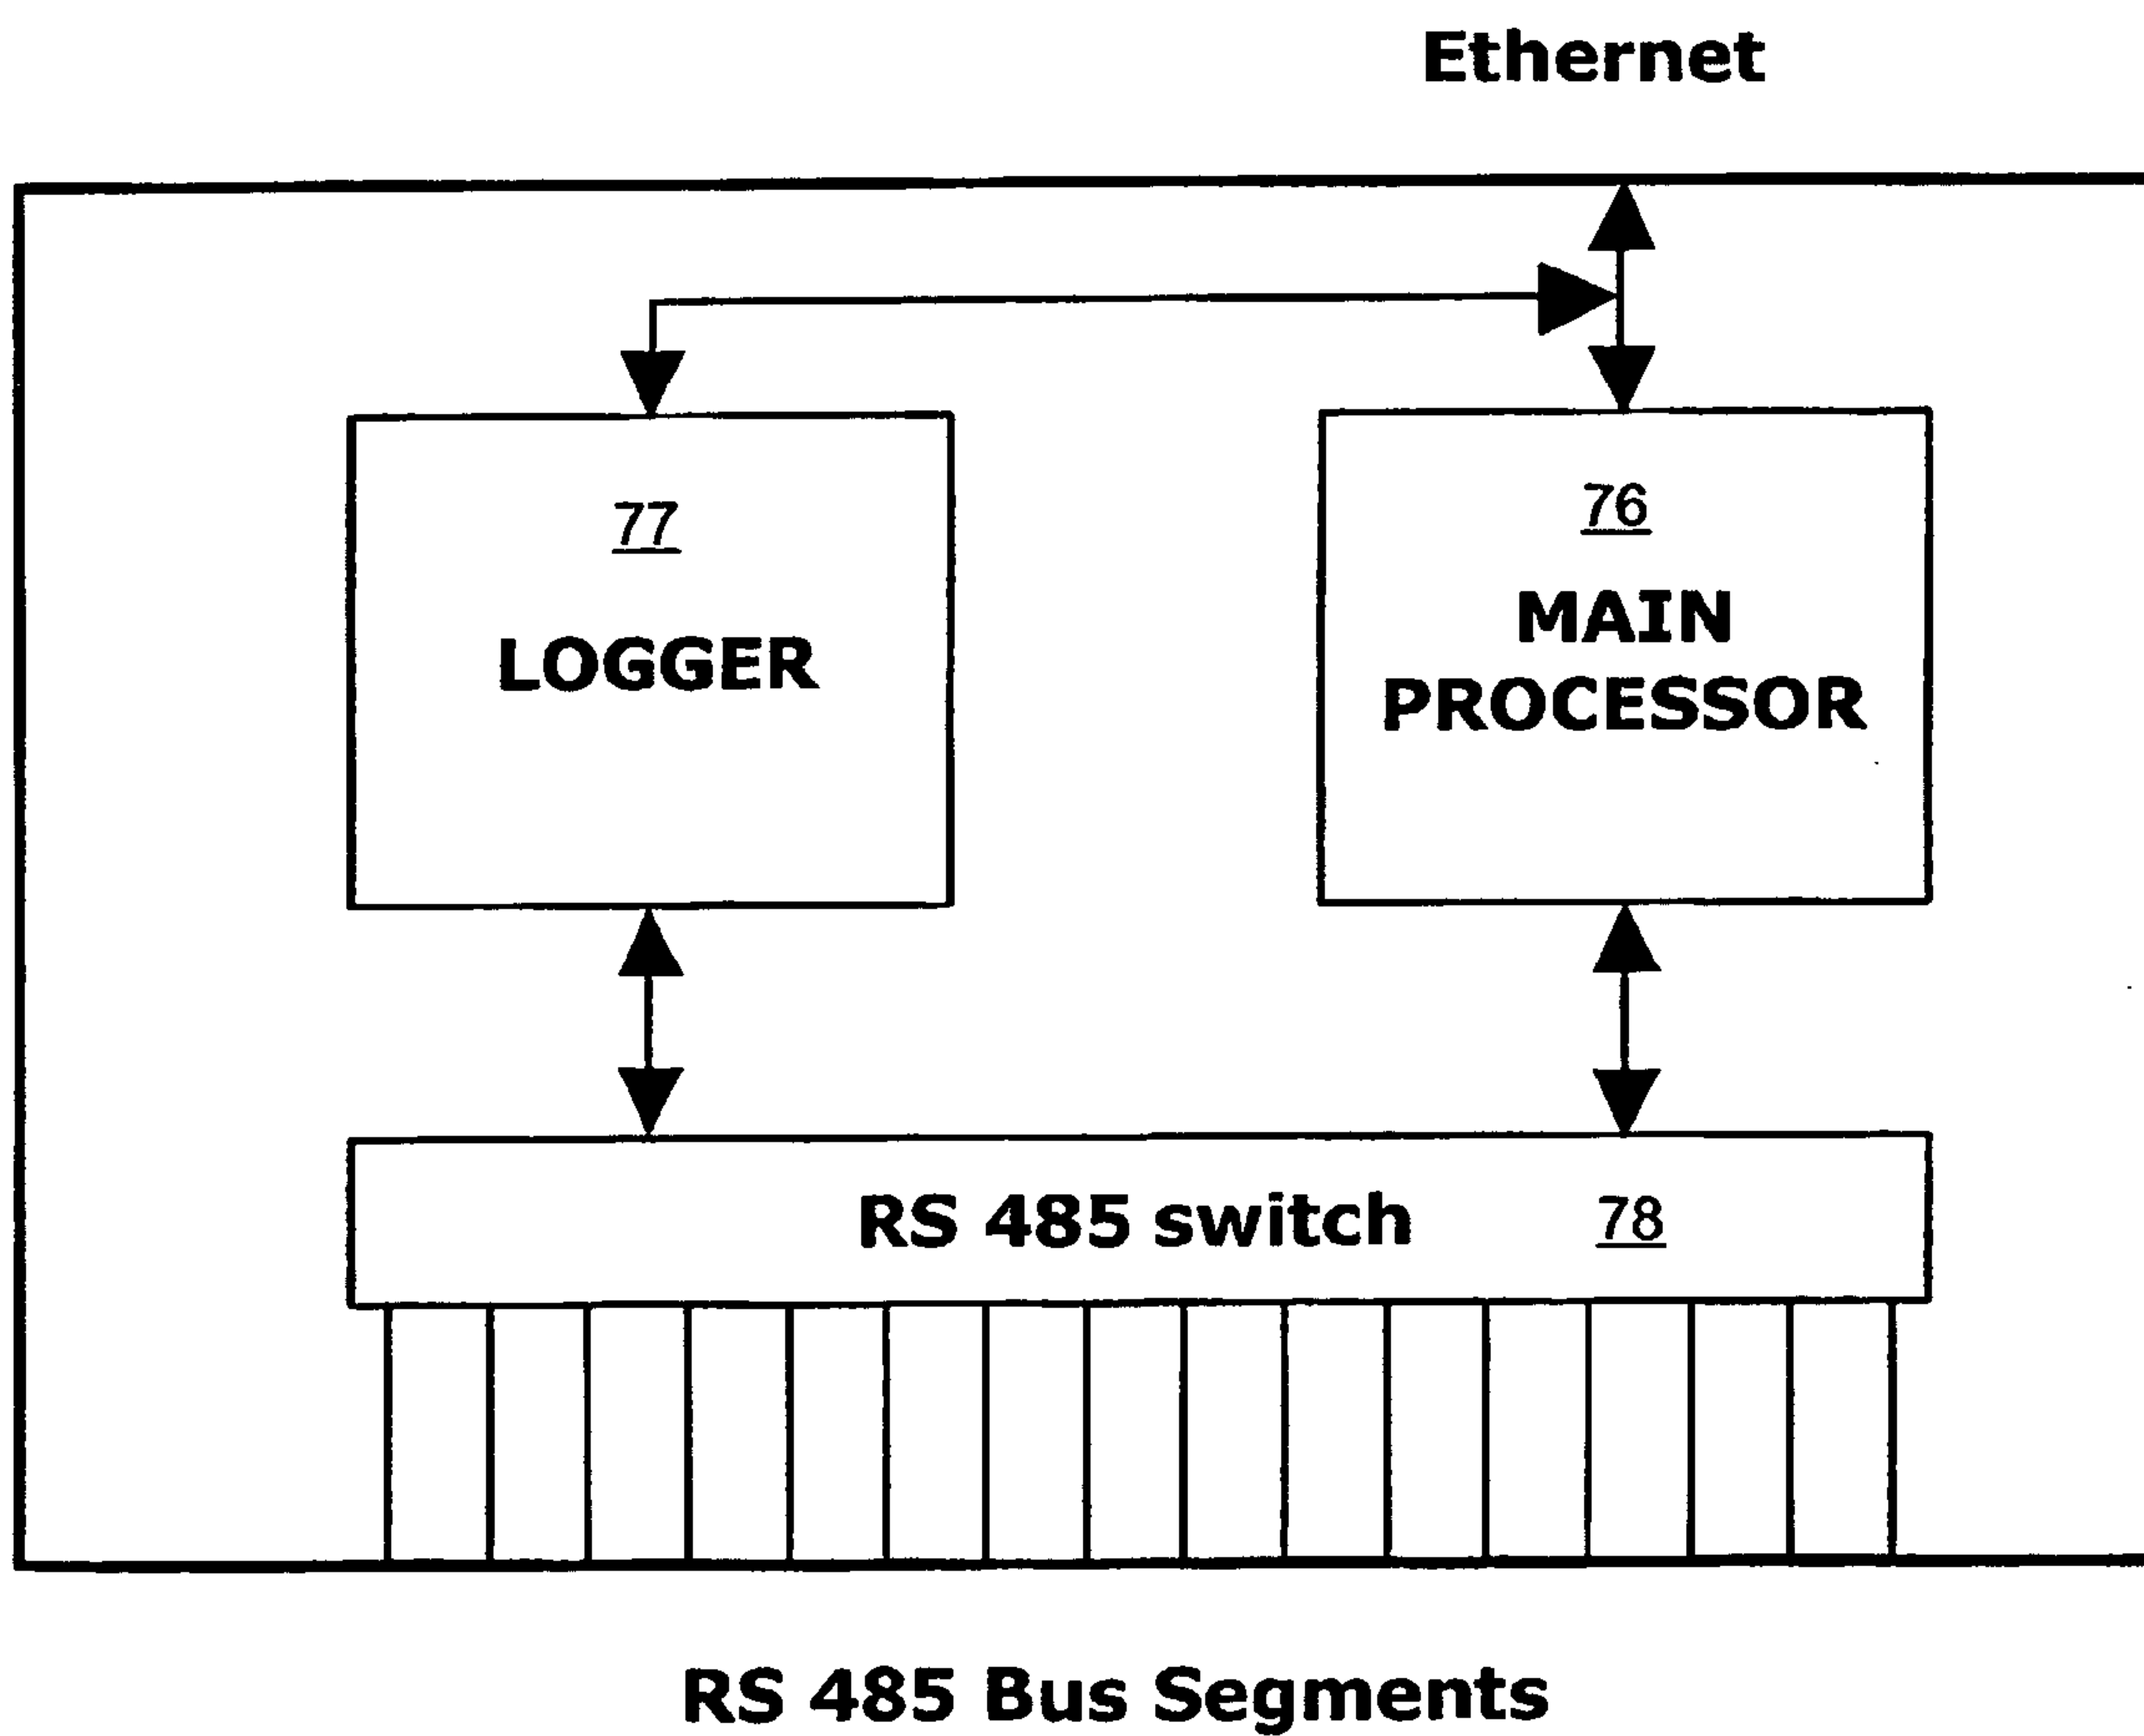 Ethernet
77
LOGGER
76
MAIN
PROCESSOR
RS 485 switch 78
RS 485 Bus Segments